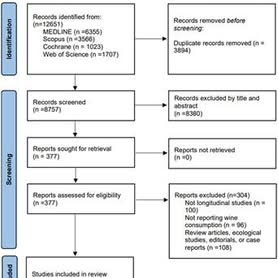 Identification
Records identified from:
(n=12651)
MEDLINE (=6355)
Scopus (=3566)
Cochrane (= 1023)
Web of Science (=1707)
Records removed before
screening:
Duplicate records removed (n =
3894)
Screening
Records screened
(n =8757)
Records excluded by title and
abstract
(n =8380)
Reports sought for retrieval
(n = 377)
Reports not retrieved
(n =0)
Reports assessed for eligibility
(n =377)
Reports excluded (n=304)
Not longitudinal studies (n =
100)
Not reporting wine
consumption (n = 96)
Review articles, ecological
studies, editorials, or case
reports (n =108)
Studies included in review